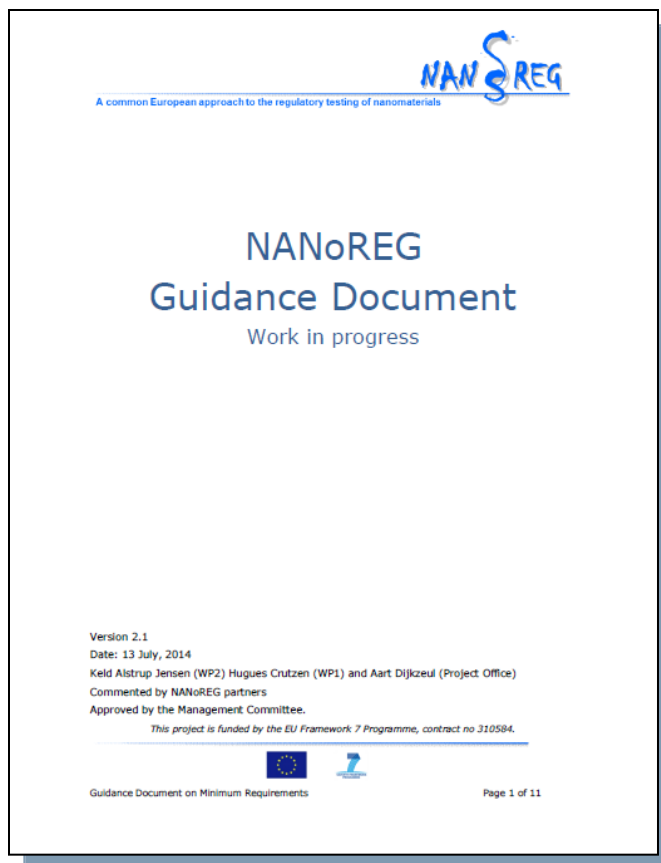 NANoREG
A common European approach to the regulatory testing of nanomaterials
NANoREG
Guidance Document
Work in progress
Version 2.1
Date: 13 July, 2014
Keld Alstrup Jensen (WP2) Hugues Crutzen (WP1) and Aart Dijkzeul (Project Office)
Commented by NANoREG partners
Approved by the Management Committee.
This project is funded by the EU Framework 7 Programme, contract no 310584.
7
Guidance Document on Minimum Requirements Page 1 of 11